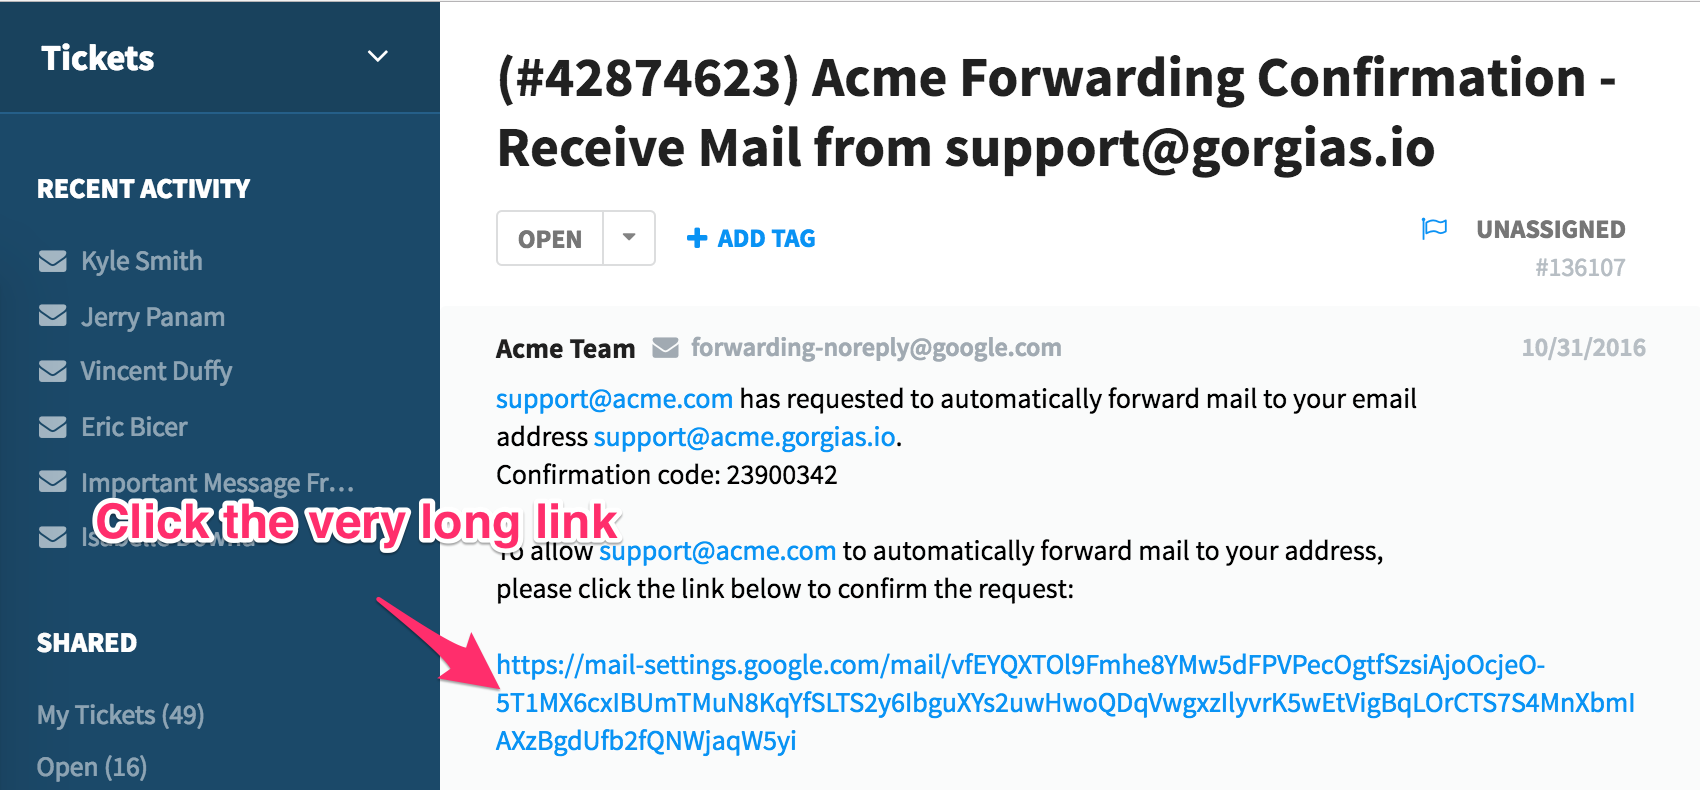 Tickets
RECENT ACTIVITY
Kyle Smith
Jerry Panam
Vincent Duffy
Eric Bicer
Important Message Fr...
Click the very long link
SHARED
My Tickets (49)
Open (16)
(#42874623) Acme Forwarding Confirmation -
Receive Mail from support@gorgias.io
OPEN
+ ADD TAG
UNASSIGNED
#136107
Acme Team forwarding-noreply@google.com 10/31/2016
support@acme.com has requested to automatically forward mail to your email
address support@acme.gorgias.io.
Confirmation code: 23900342
To allow support@acme.com to automatically forward mail to your address,
please click the link below to confirm the request:
https://mail-settings.google.com/mail/vfEYQXTOl9Fmhe8YMw5dFPVPecOgtfSzsiAjoOcjeO-
5T1MX6cxIBUmTMuN8KqYfSLTS2y6IbguXYs2uwHwoQDqVwgxzIlyvrK5wEtVigBqLOrCTS7S4MnXbmI
AXzBgdUfb2fQNWjaqW5yi